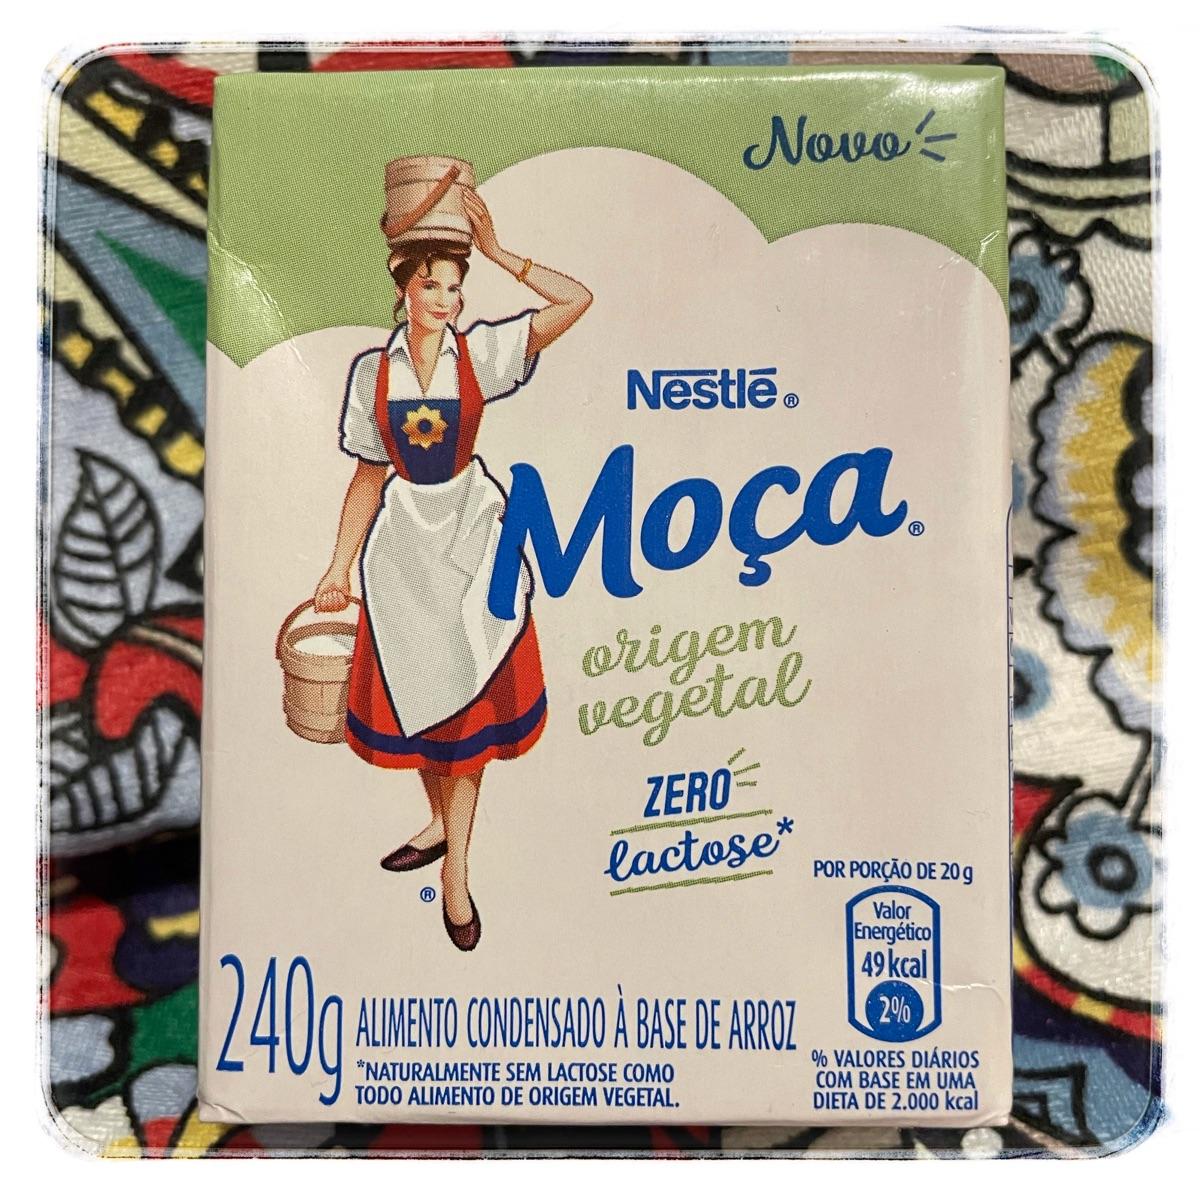 Novo
Nestlé®
Moça®
origem
vegetal
ZERO
lactose*
POR PORÇÃO DE 20 g
Valor
Energético
49 kcal
2%
% VALORES DIÁRIOS
COM BASE EM UMA
DIETA DE 2.000 kcal
®
240g ALIMENTO CONDENSADO À BASE DE ARROZ
*NATURALMENTE SEM LACTOSE COMO
TODO ALIMENTO DE ORIGEM VEGETAL.